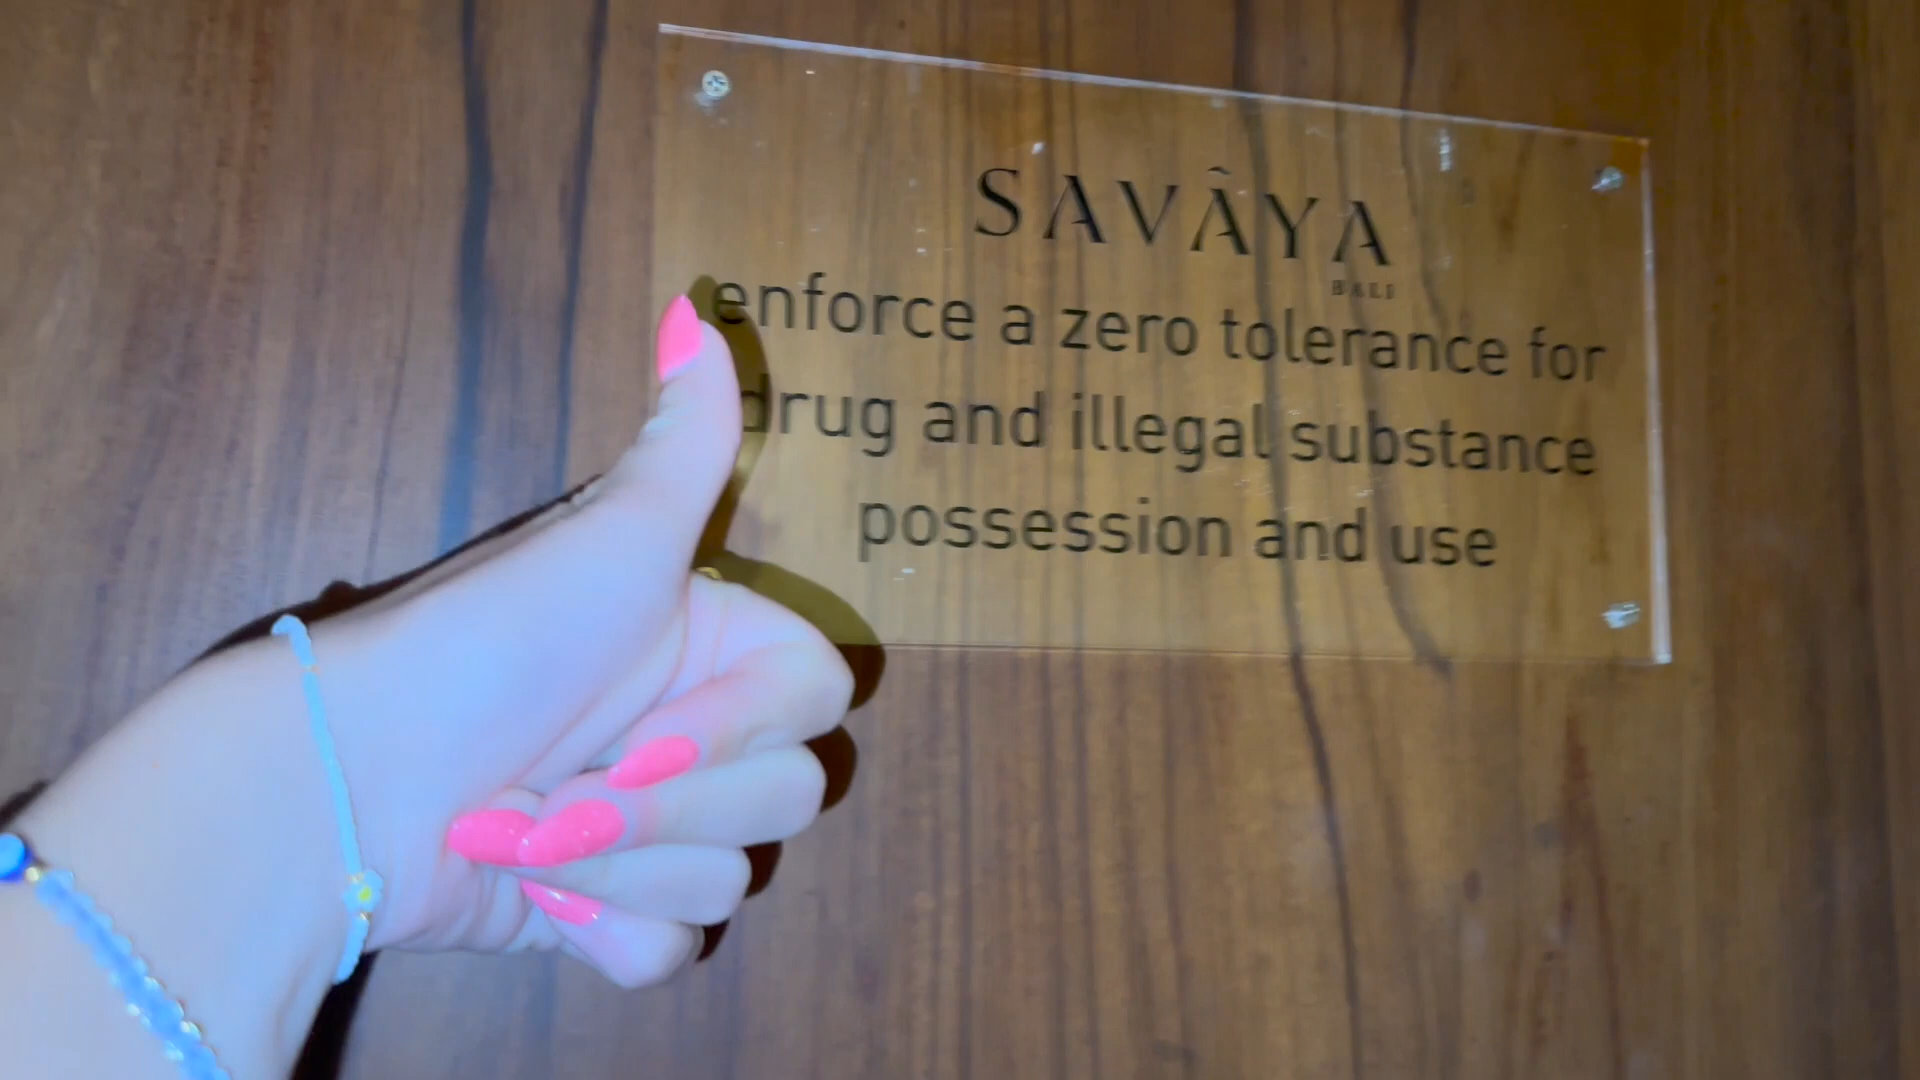 SAVÂYA
BALI
enforce a zero tolerance for
drug and illegal substance
possession and use